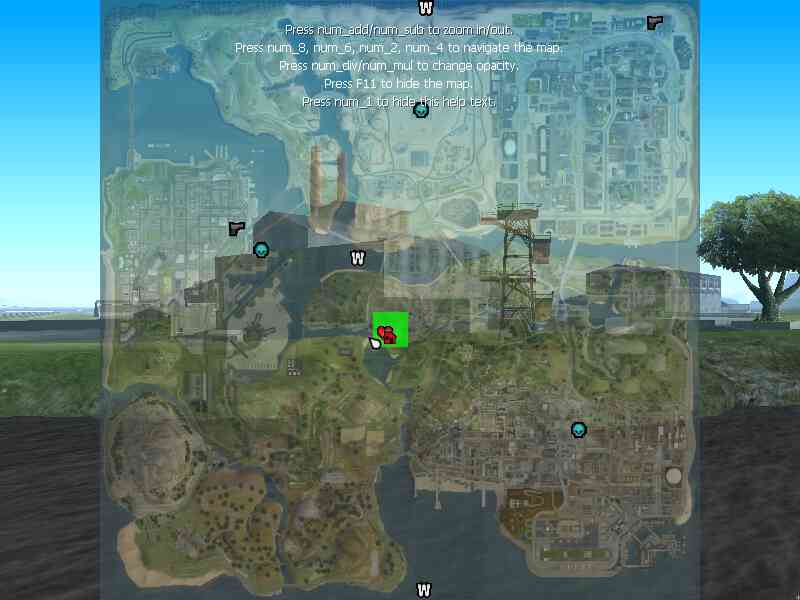 W
Press num_add/num_sub to zoom in/out.
Press num_8, num_6, num_2, num_4 to navigate the map.
Press num_div/num_mul to change opacity.
Press F11 to hide the map.
Press num_1 to hide this help text.
W
W